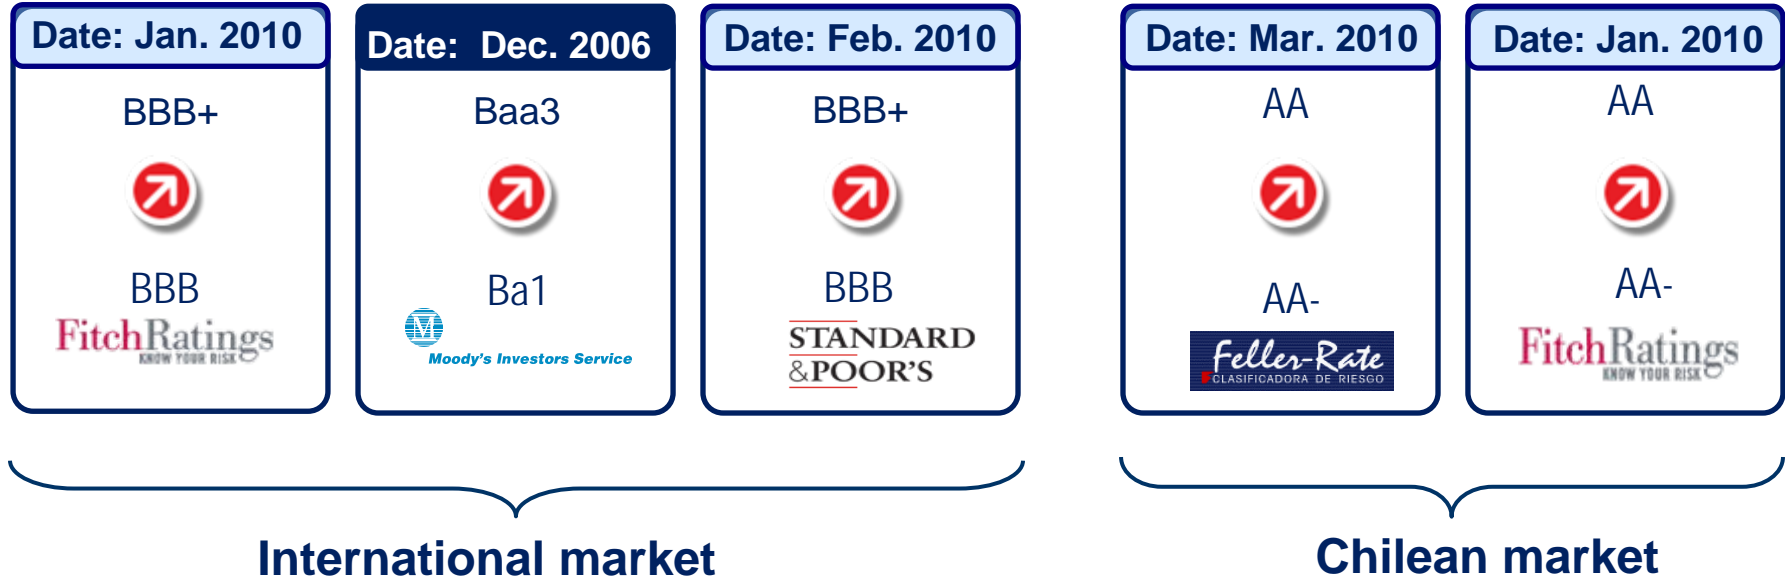 Date: Jan. 2010
BBB+
BBB
FitchRatings
KNOW YOUR RISK
Date: Dec. 2006
Baa3
Ba1
M
Moody's Investors Service
Date: Feb. 2010
BBB+
BBB
STANDARD
&POOR'S
International market
Date: Mar. 2010
AA
AA-
Feller-Rate
CLASIFICADORA DE RIESGO
Date: Jan. 2010
AA
AA-
FitchRatings
KNOW YOUR RISK
Chilean market